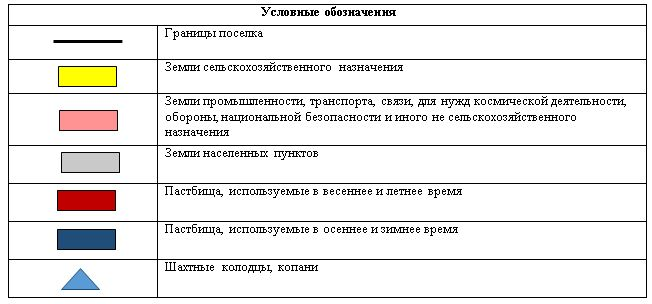 Условные обозначения
Границы поселка
Земли сельскохозяйственного назначения
Земли промышленности, транспорта, связи, для нужд космической деятельности,
обороны, национальной безопасности и иного не сельскохозяйственного
назначения
Земли населенных пунктов
Пастбища, используемые в весеннее и летнее время
Пастбища, используемые в осеннее и зимнее время
Шахтные колодцы, копани